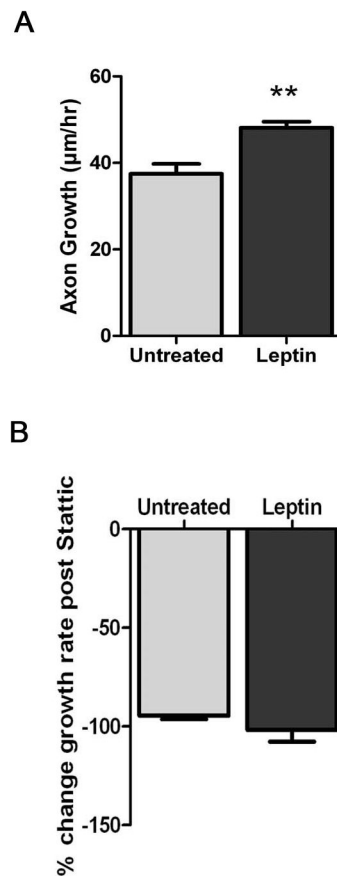 A
Axon Growth (µm/hr)
60
40
20
0
**
Untreated Leptin
B
% change growth rate post Stattic
Untreated Leptin
0
-50
-100
-150